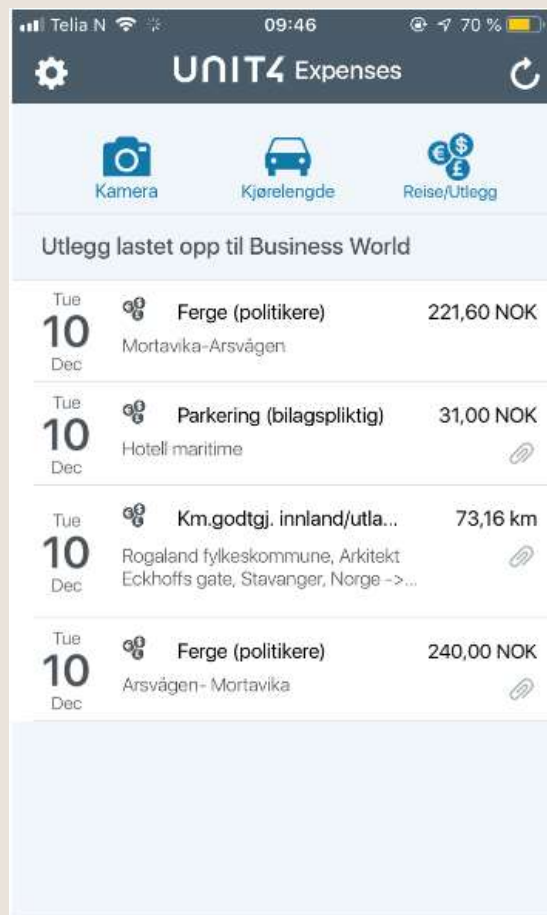 Telia N 09:46 70 %
UNIT4 Expenses
Kamera Kjørelengde Reise/Utlegg
Utlegg lastet opp til Business World
Tue 10 Dec
Ferge (politikere) 221,60 NOK
Mortavika-Arsvågen
Tue 10 Dec
Parkering (bilagspliktig) 31,00 NOK
Hotell maritime
Tue 10 Dec
Km.godtgj. innland/utla... 73,16 km
Rogaland fylkeskommune, Arkitekt
Eckhoffs gate, Stavanger, Norge ->...
Tue 10 Dec
Ferge (politikere) 240,00 NOK
Arsvågen- Mortavika